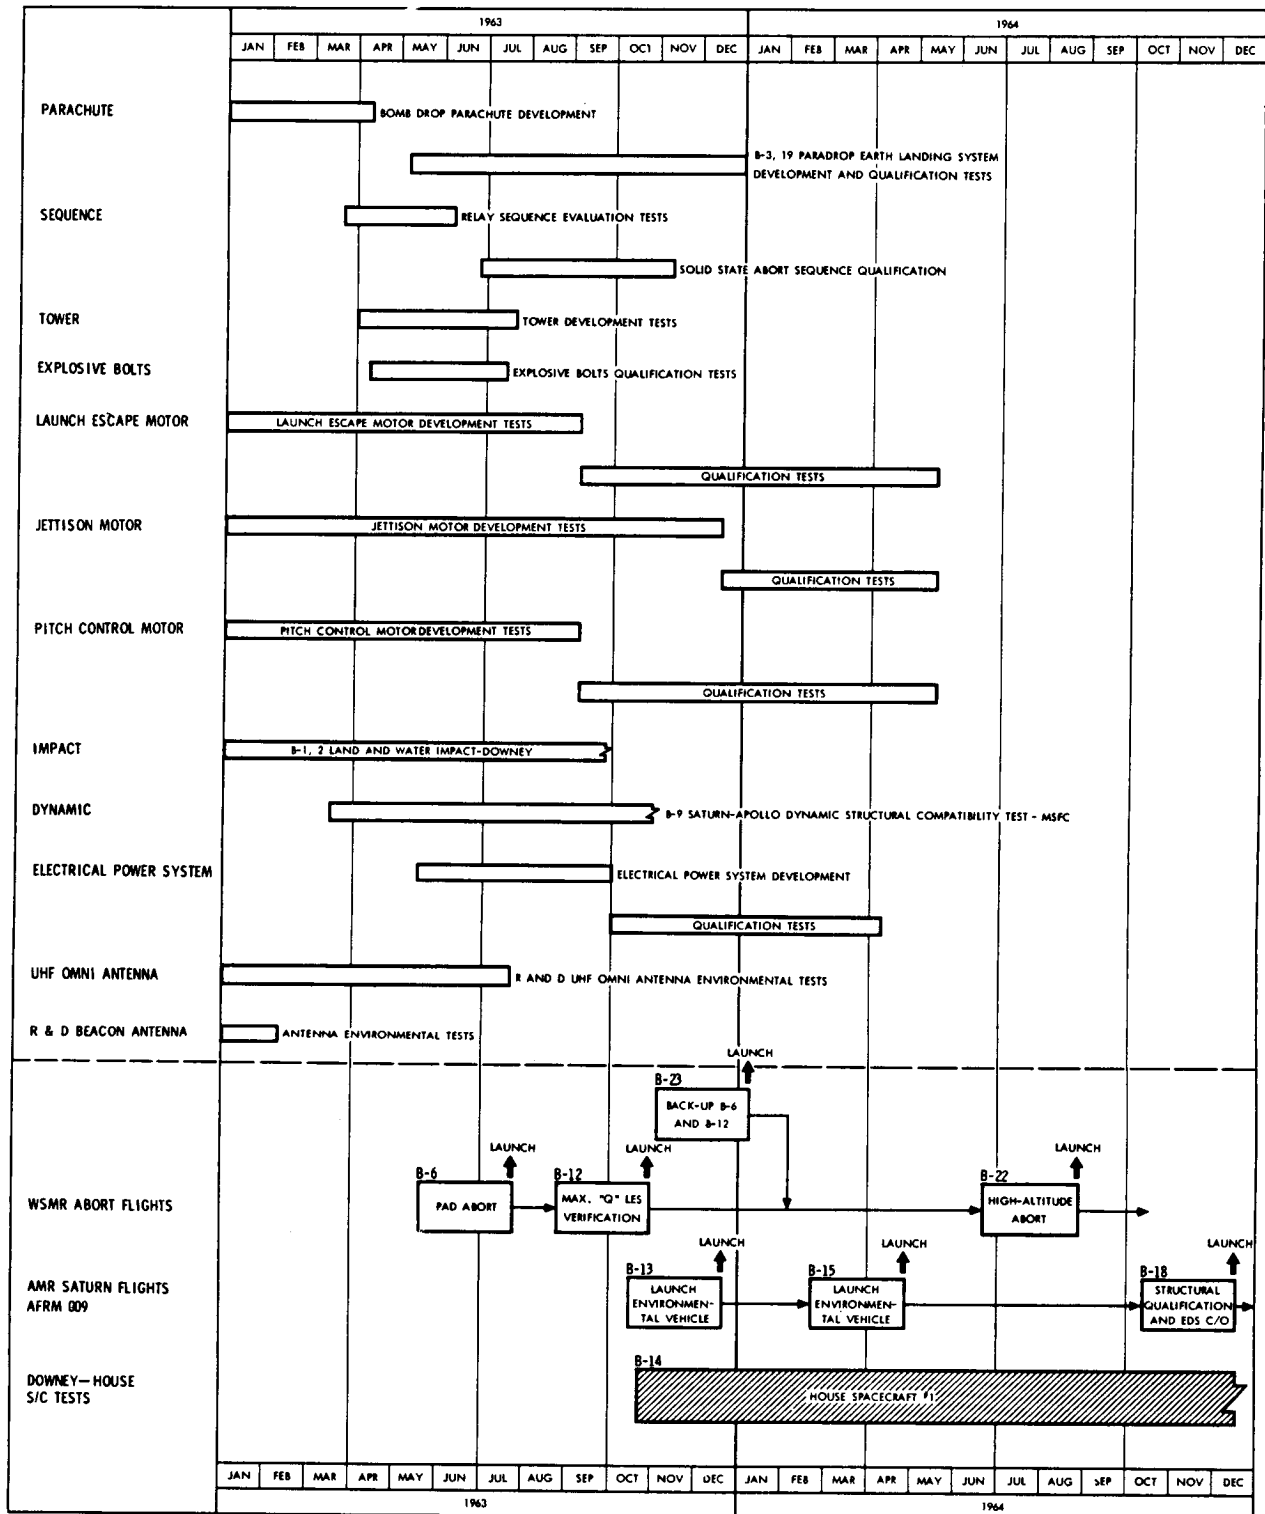 1963
1964
JAN FEB MAR APR MAY JUN JUL AUG SEP OCT NOV DEC JAN FEB MAR APR MAY JUN JUL AUG SEP OCT NOV DEC
PARACHUTE
BOMB DROP PARACHUTE DEVELOPMENT
B-3, 19 PARADROP EARTH LANDING SYSTEM
DEVELOPMENT AND QUALIFICATION TESTS
SEQUENCE
RELAY SEQUENCE EVALUATION TESTS
SOLID STATE ABORT SEQUENCE QUALIFICATION
TOWER
TOWER DEVELOPMENT TESTS
EXPLOSIVE BOLTS
EXPLOSIVE BOLTS QUALIFICATION TESTS
LAUNCH ESCAPE MOTOR
LAUNCH ESCAPE MOTOR DEVELOPMENT TESTS
QUALIFICATION TESTS
JETTISON MOTOR
JETTISON MOTOR DEVELOPMENT TESTS
QUALIFICATION TESTS
PITCH CONTROL MOTOR
PITCH CONTROL MOTOR DEVELOPMENT TESTS
QUALIFICATION TESTS
IMPACT
B-1, 2 LAND AND WATER IMPACT-DOWNEY
DYNAMIC
B-9 SATURN-APOLLO DYNAMIC STRUCTURAL COMPATIBILITY TEST - MSFC
ELECTRICAL POWER SYSTEM
ELECTRICAL POWER SYSTEM DEVELOPMENT
QUALIFICATION TESTS
UHF OMNI ANTENNA
R AND D UHF OMNI ANTENNA ENVIRONMENTAL TESTS
R & D BEACON ANTENNA
ANTENNA ENVIRONMENTAL TESTS
LAUNCH
B-23
BACK-UP B-6
AND B-12
WSMR ABORT FLIGHTS
LAUNCH
B-6
PAD ABORT
LAUNCH
B-12
MAX. "Q" LES
VERIFICATION
LAUNCH
B-22
HIGH-ALTITUDE
ABORT
AMR SATURN FLIGHTS
AFRM 009
LAUNCH
B-13
LAUNCH
ENVIRONMEN-
TAL VEHICLE
LAUNCH
B-15
LAUNCH
ENVIRONMEN-
TAL VEHICLE
LAUNCH
B-18
STRUCTURAL
QUALIFICATION
AND EDS C/O
DOWNEY—HOUSE
S/C TESTS
B-14
HOUSE SPACECRAFT #1
JAN FEB MAR APR MAY JUN JUL AUG SEP OCT NOV DEC JAN FEB MAR APR MAY JUN JUL AUG SEP OCT NOV DEC
1963
1964